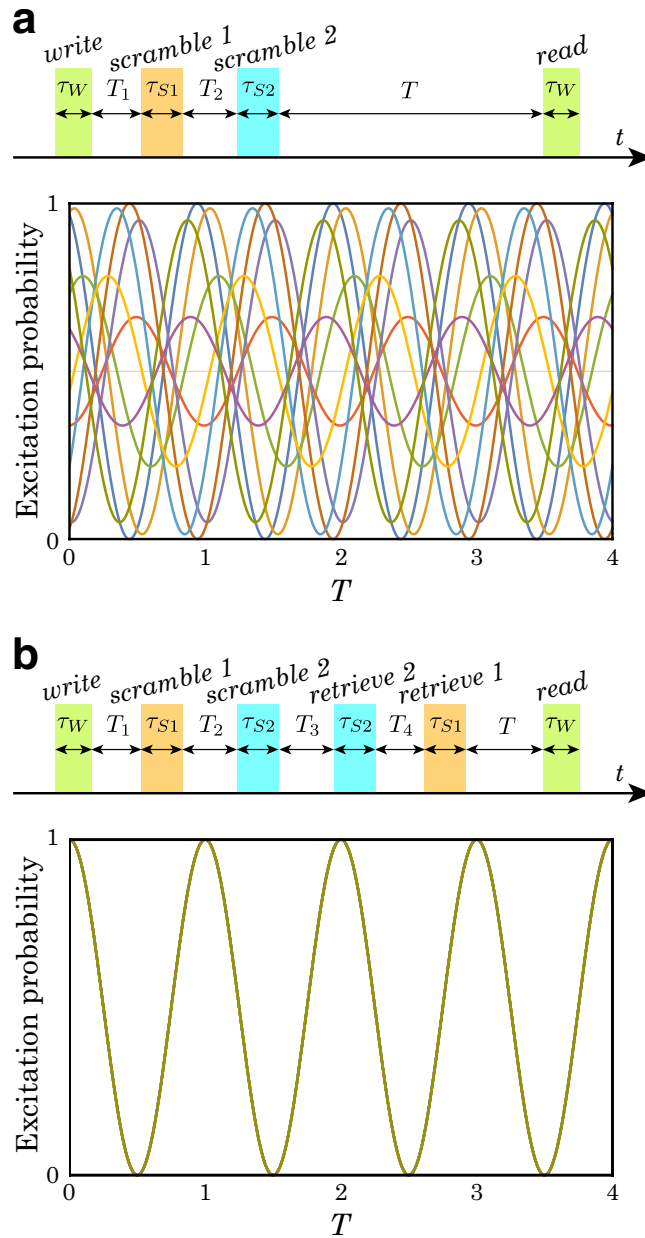 a
write scramble 1 scramble 2 read
τW T1 τS1 T2 τS2 T τW
t
1
Excitation probability
0
0 1 2 3 4
T
b
write scramble 1 scramble 2 retrieve 2 retrieve 1 read
τW T1 τS1 T2 τS2 T3 τS2 T4 τS1 T τW
t
1
Excitation probability
0
0 1 2 3 4
T